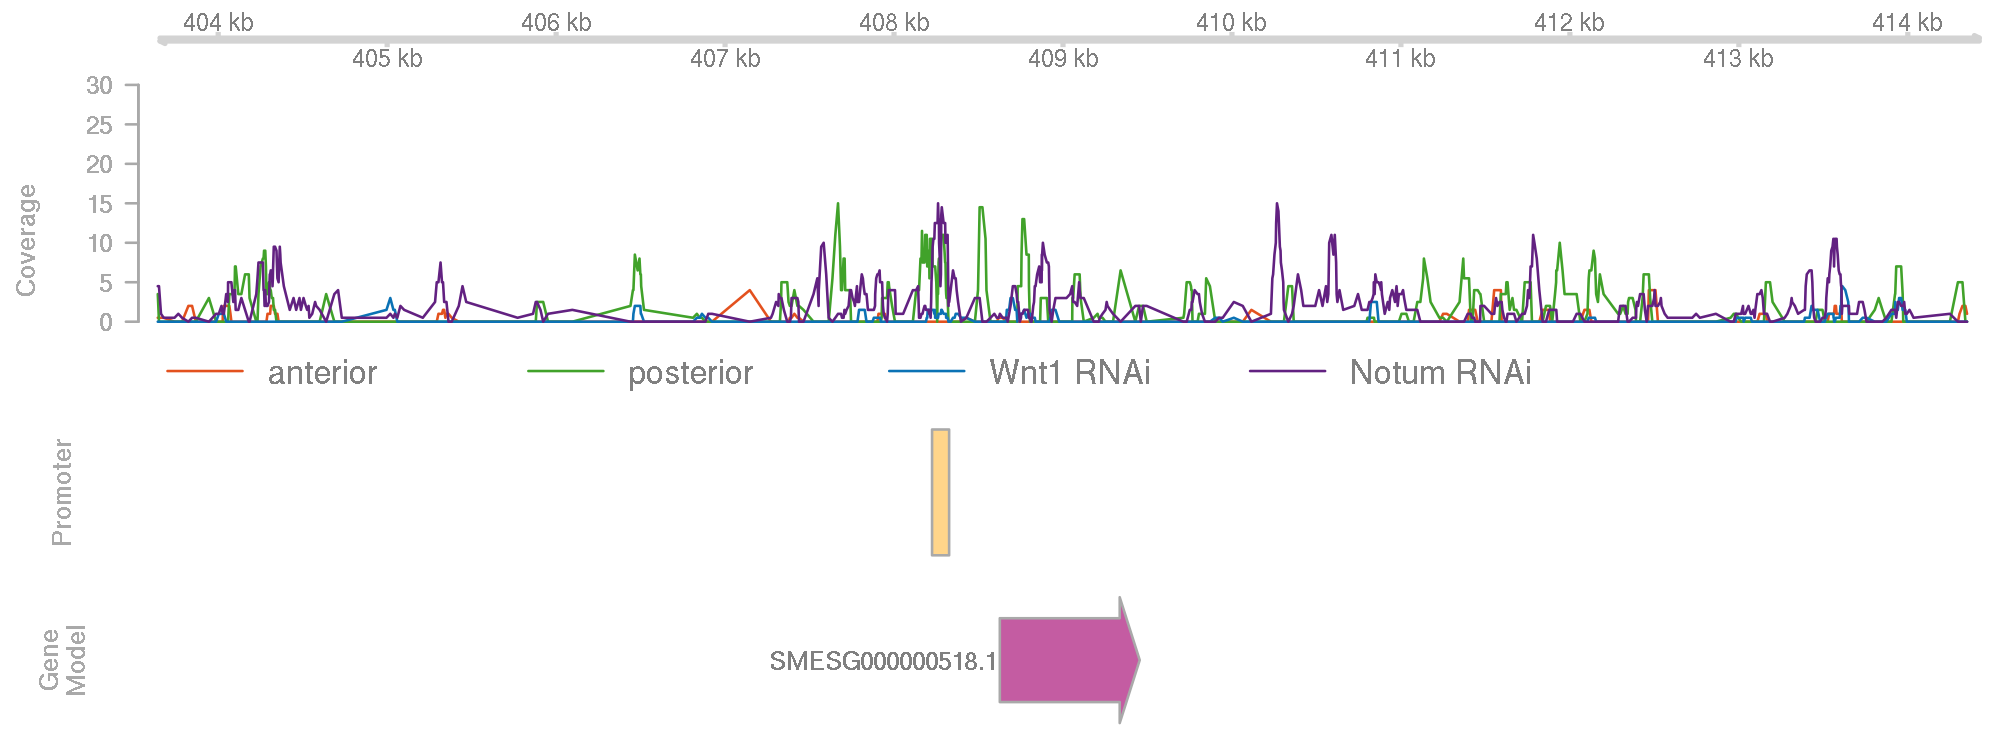 404 kb 406 kb 408 kb 410 kb 412 kb 414 kb
405 kb 407 kb 409 kb 411 kb 413 kb
Coverage
30
25
20
15
10
5
0
anterior posterior Wnt1 RNAi Notum RNAi
Promoter
Gene
Model
SMESG000000518.1